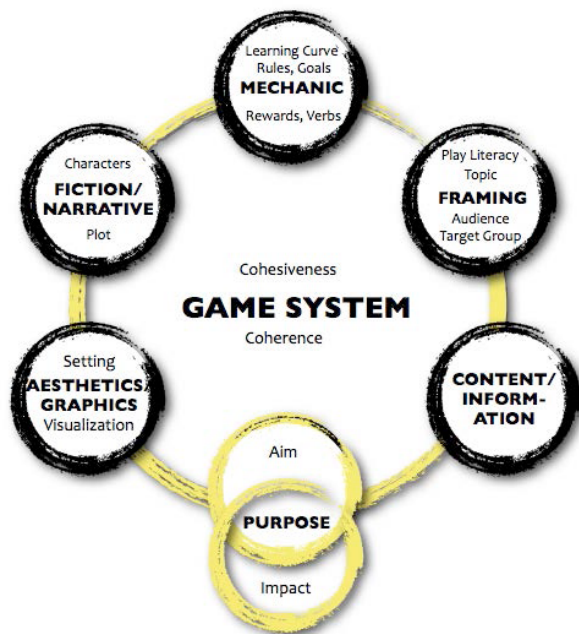 Learning Curve
Rules, Goals
MECHANIC
Rewards, Verbs
Characters
FICTION/
NARRATIVE
Plot
Play Literacy
Topic
FRAMING
Audience
Target Group
Cohesiveness
GAME SYSTEM
Coherence
Setting
AESTHETICS/
GRAPHICS
Visualization
CONTENT/
INFORM-
ATION
Aim
PURPOSE
Impact